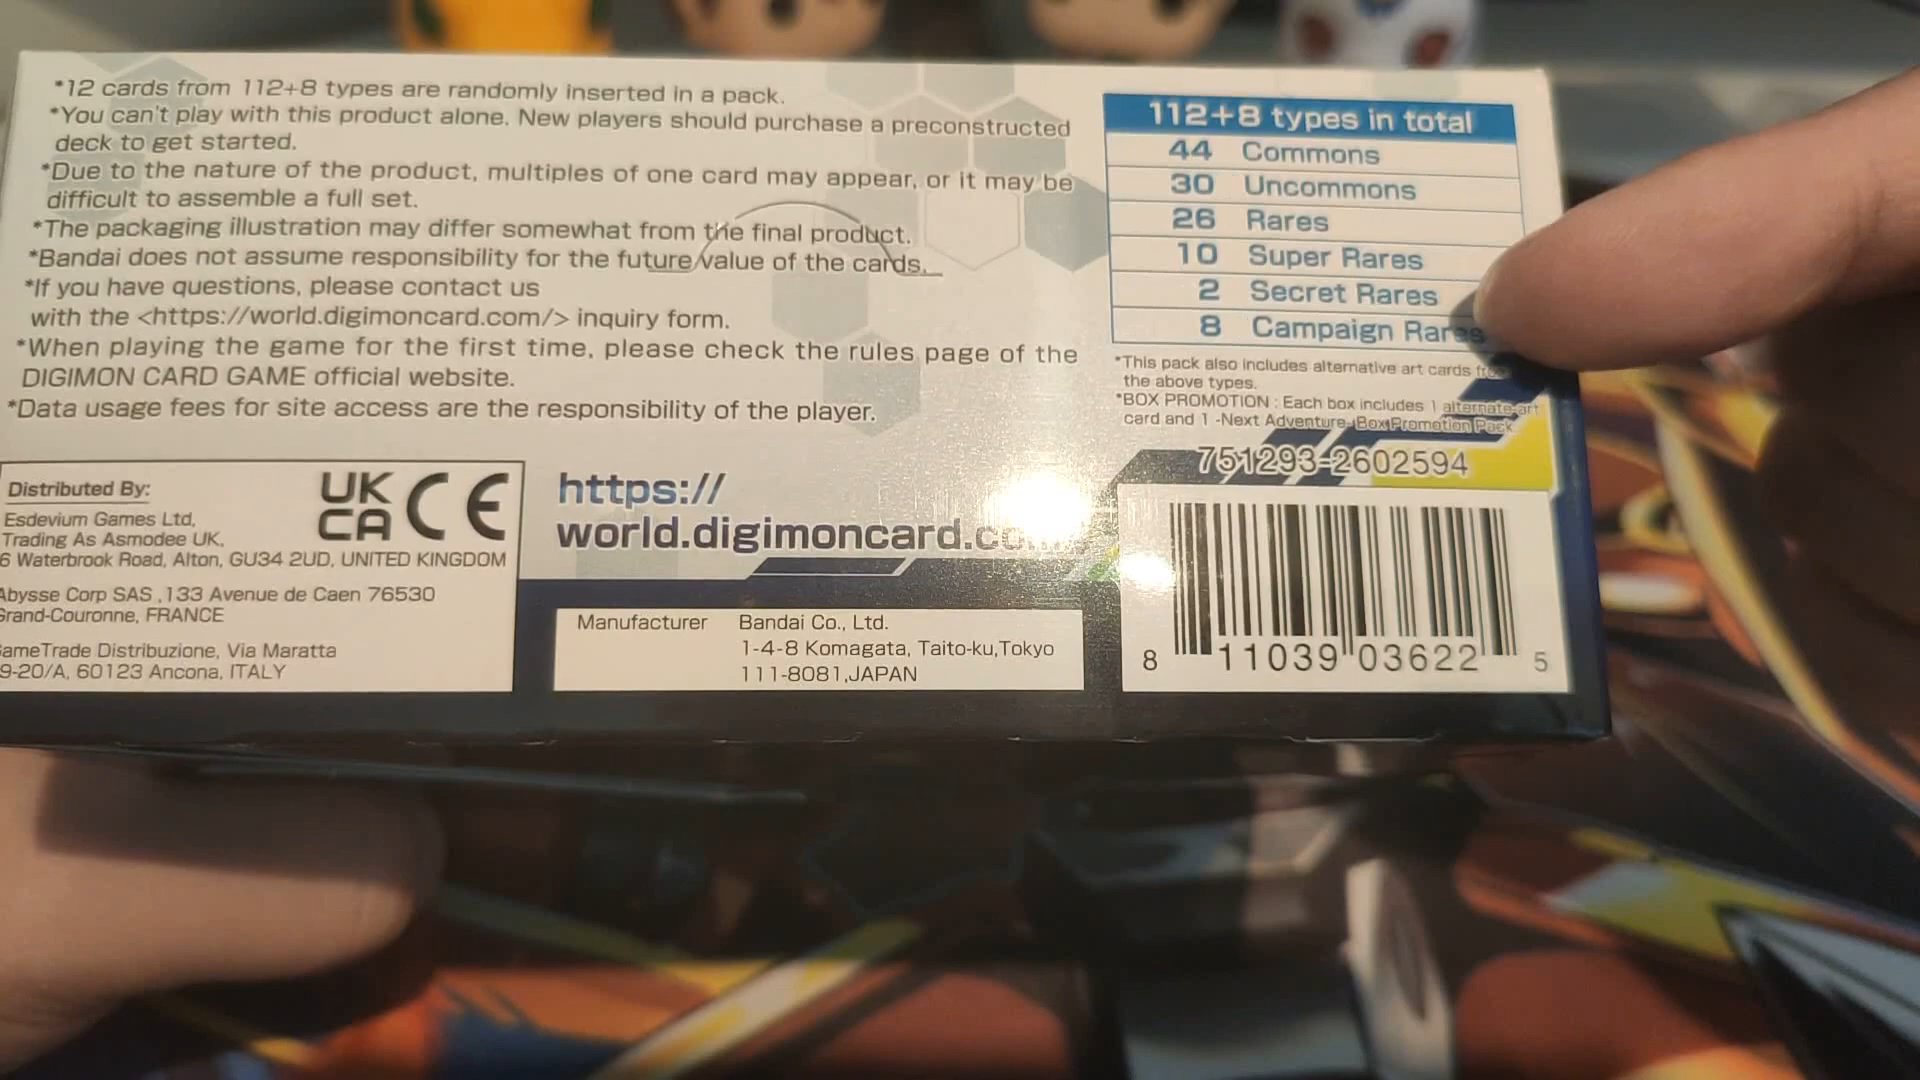 *12 cards from 112+8 types are randomly inserted in a pack.
*You can't play with this product alone. New players should purchase a preconstructed
deck to get started.
*Due to the nature of the product, multiples of one card may appear, or it may be
difficult to assemble a full set.
*The packaging illustration may differ somewhat from the final product.
*Bandai does not assume responsibility for the future value of the cards.
*If you have questions, please contact us
with the <https://world.digimoncard.com/> inquiry form.
*When playing the game for the first time, please check the rules page of the
DIGIMON CARD GAME official website.
*Data usage fees for site access are the responsibility of the player.
112+8 types in total
44 Commons
30 Uncommons
26 Rares
10 Super Rares
2 Secret Rares
8 Campaign Rares
*This pack also includes alternative art cards from
the above types.
*BOX PROMOTION : Each box includes 1 alternate-art
card and 1 -Next Adventure- Box Promotion Pack
751293-2602594
8 11039 03622 5
Distributed By:
Esdevium Games Ltd,
Trading As Asmodee UK,
6 Waterbrook Road, Alton, GU34 2UD, UNITED KINGDOM
Abysse Corp SAS ,133 Avenue de Caen 76530
Grand-Couronne, FRANCE
GameTrade Distribuzione, Via Maratta
9-20/A, 60123 Ancona, ITALY
UK
CA
CE
https://
world.digimoncard.co
Manufacturer Bandai Co., Ltd.
1-4-8 Komagata, Taito-ku,Tokyo
111-8081,JAPAN